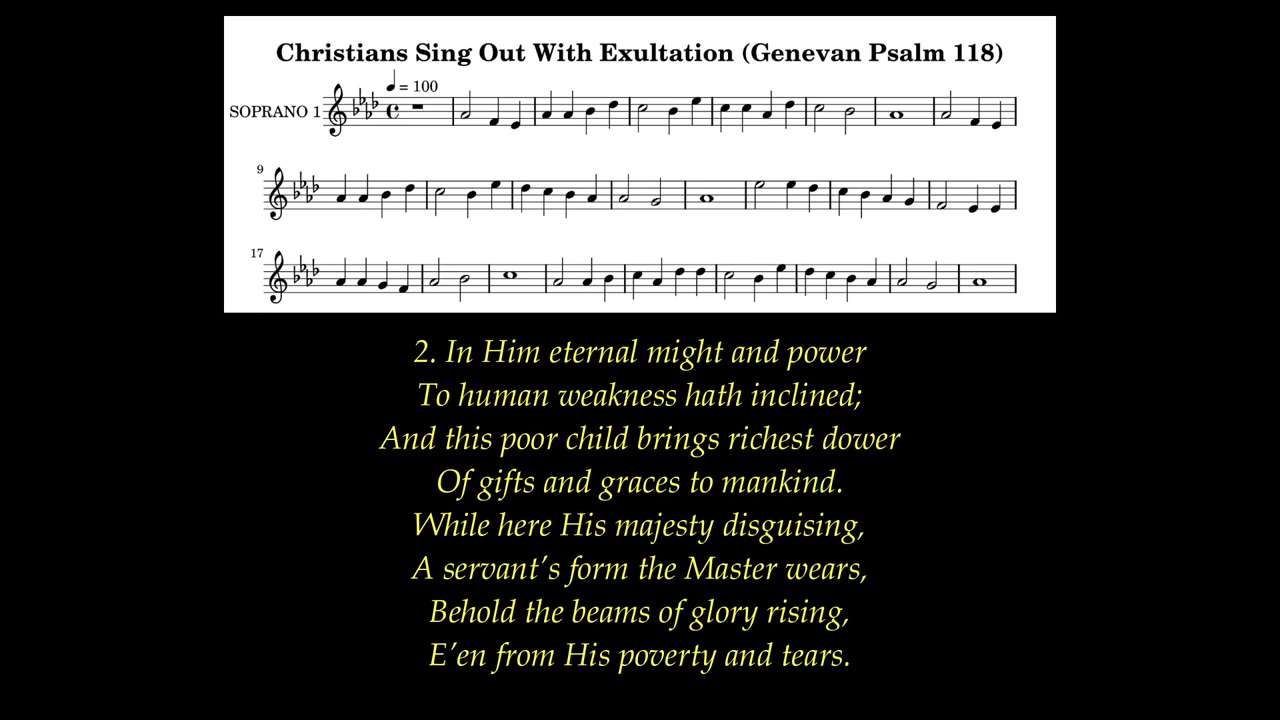 Christians Sing Out With Exultation (Genevan Psalm 118)
= 100
SOPRANO 1
9
17
2. In Him eternal might and power
To human weakness hath inclined;
And this poor child brings richest dower
Of gifts and graces to mankind.
While here His majesty disguising,
A servant's form the Master wears,
Behold the beams of glory rising,
E'en from His poverty and tears.